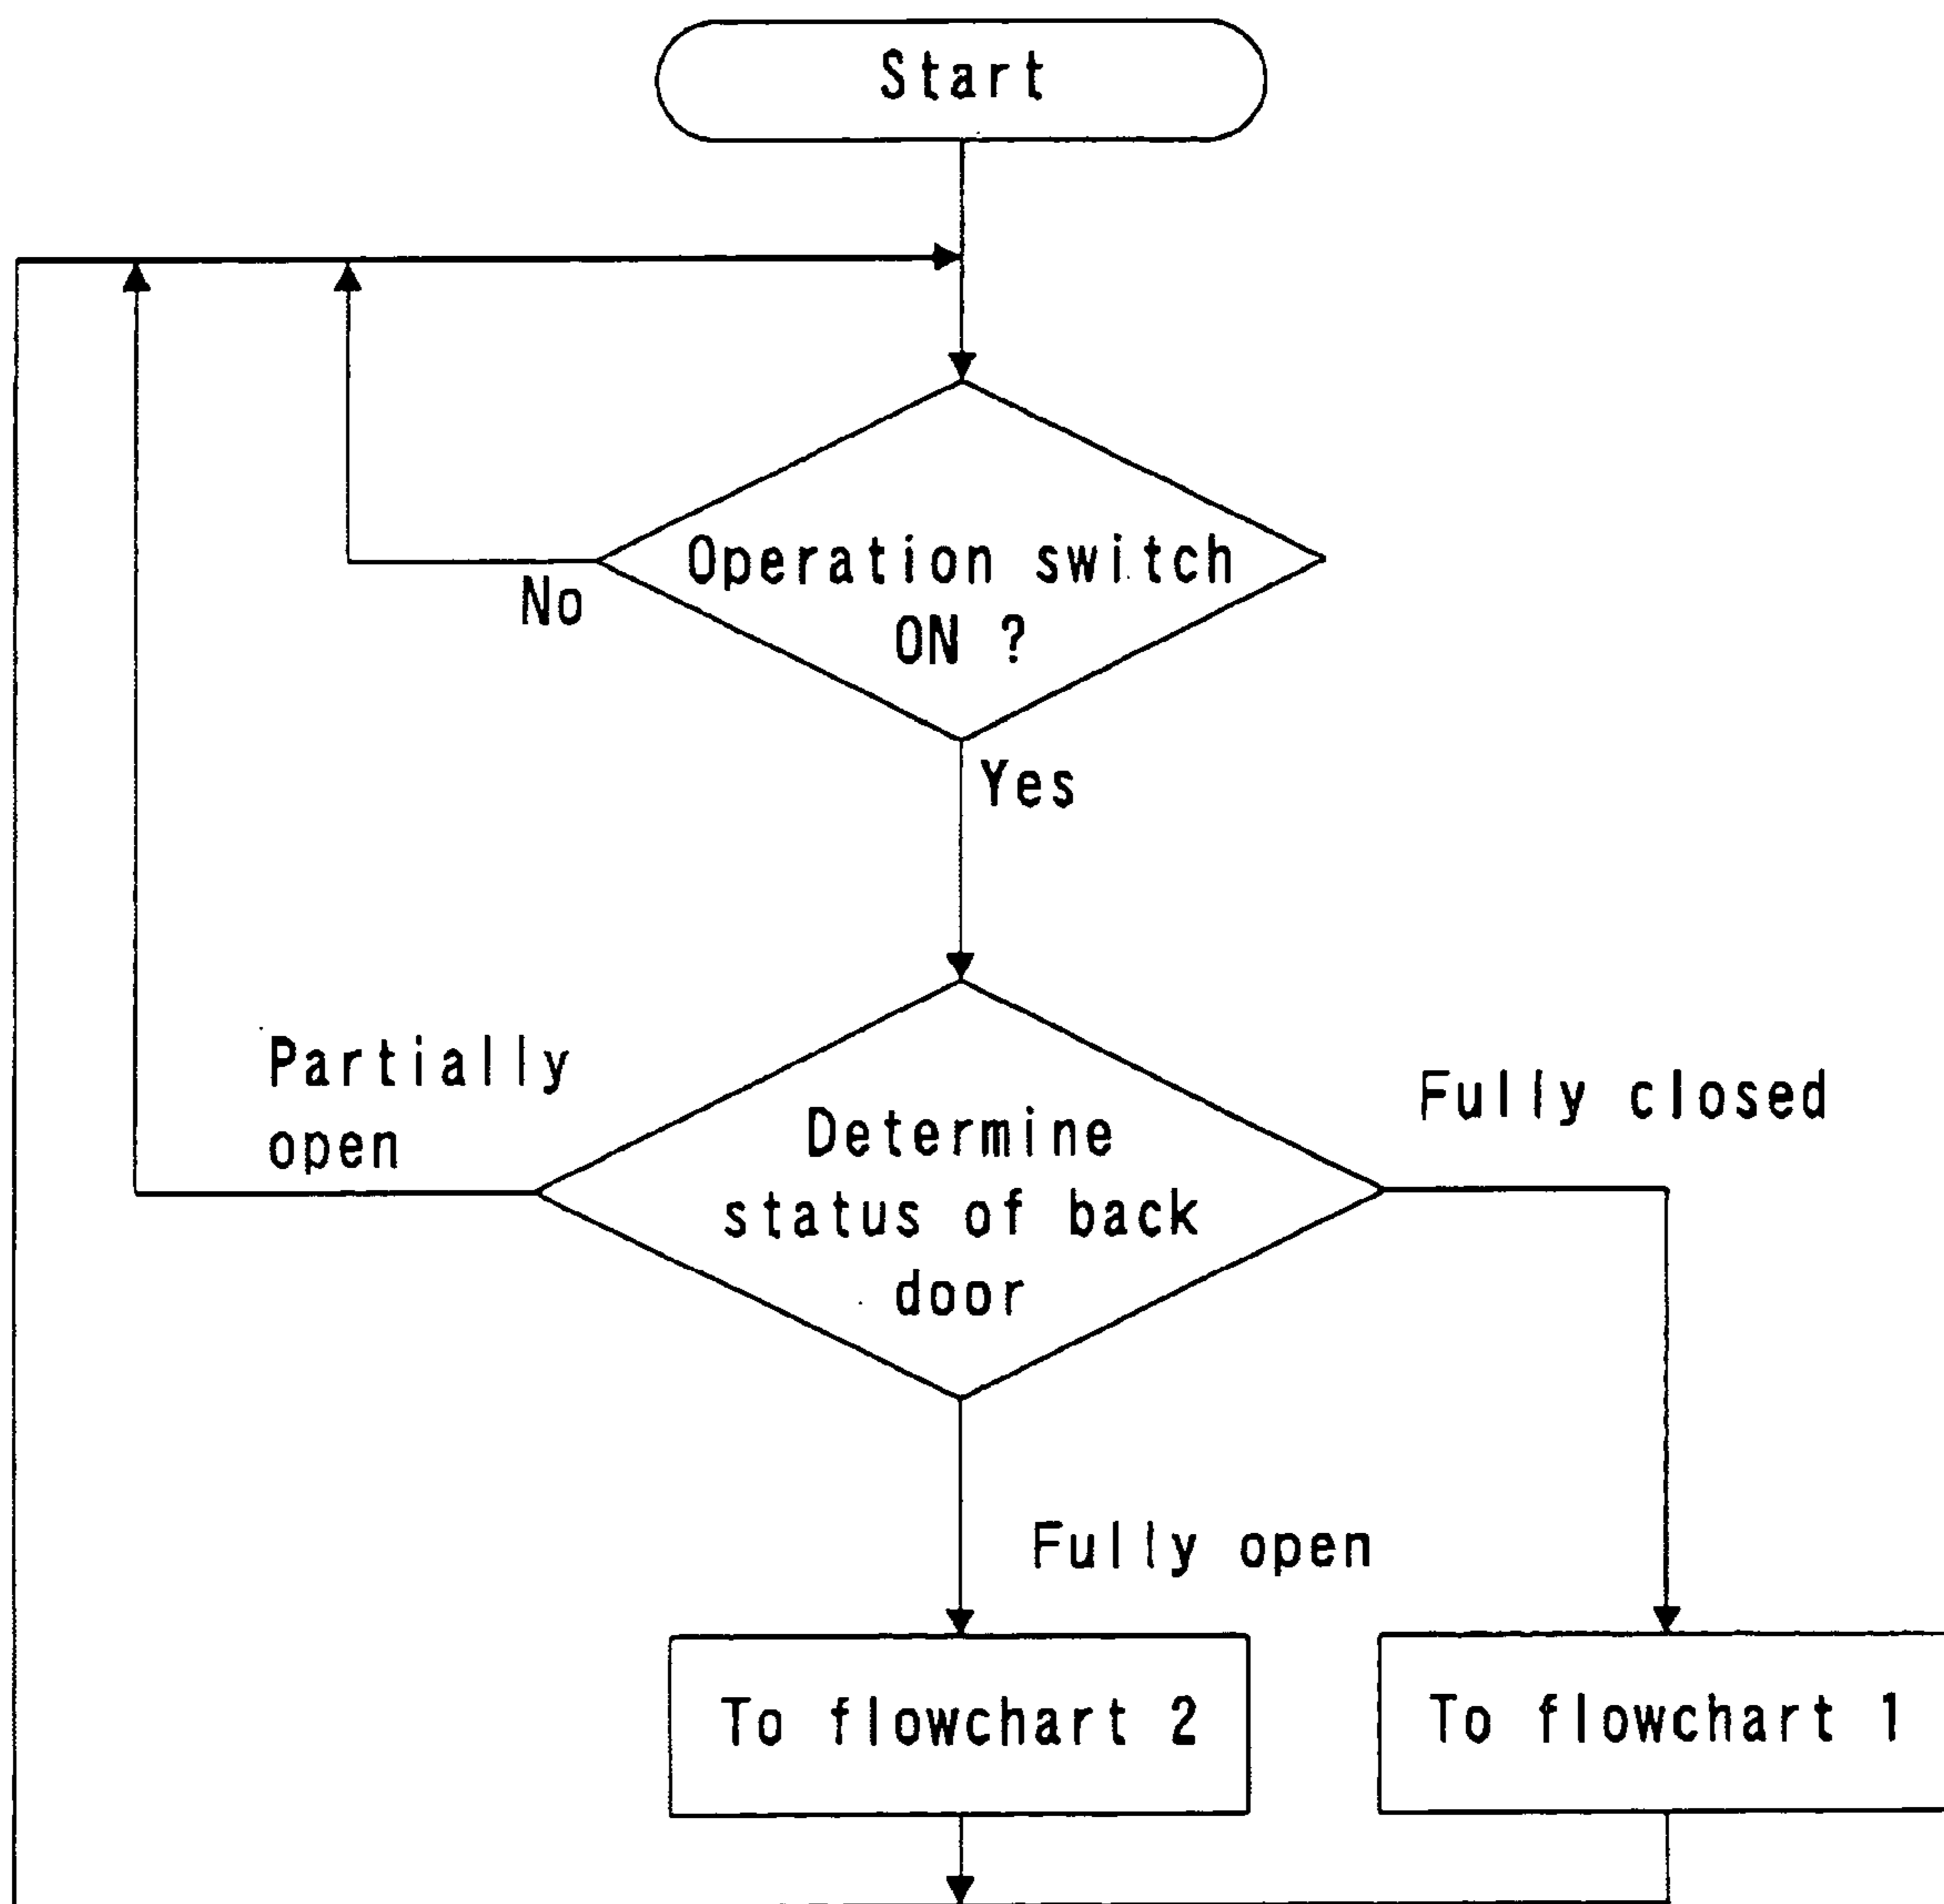 Start
Operation switch
ON ?
No
Yes
Partially
open
Determine
status of back
door
Fully closed
Fully open
To flowchart 2
To flowchart 1